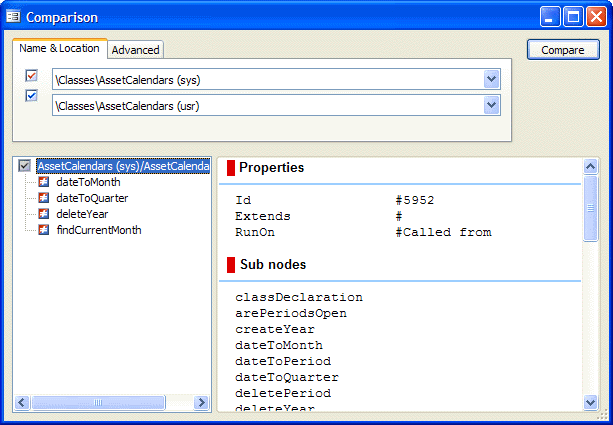 Comparison
Name & Location
Advanced
Compare
\Classes\AssetCalendars (sys)
\Classes\AssetCalendars (usr)
AssetCalendars (sys)/AssetCalenda
dateToMonth
dateToQuarter
deleteYear
findCurrentMonth
Properties
Id #5952
Extends #
RunOn #Called from
Sub nodes
classDeclaration
arePeriodsOpen
createYear
dateToMonth
dateToPeriod
dateToQuarter
deletePeriod
deleteYear